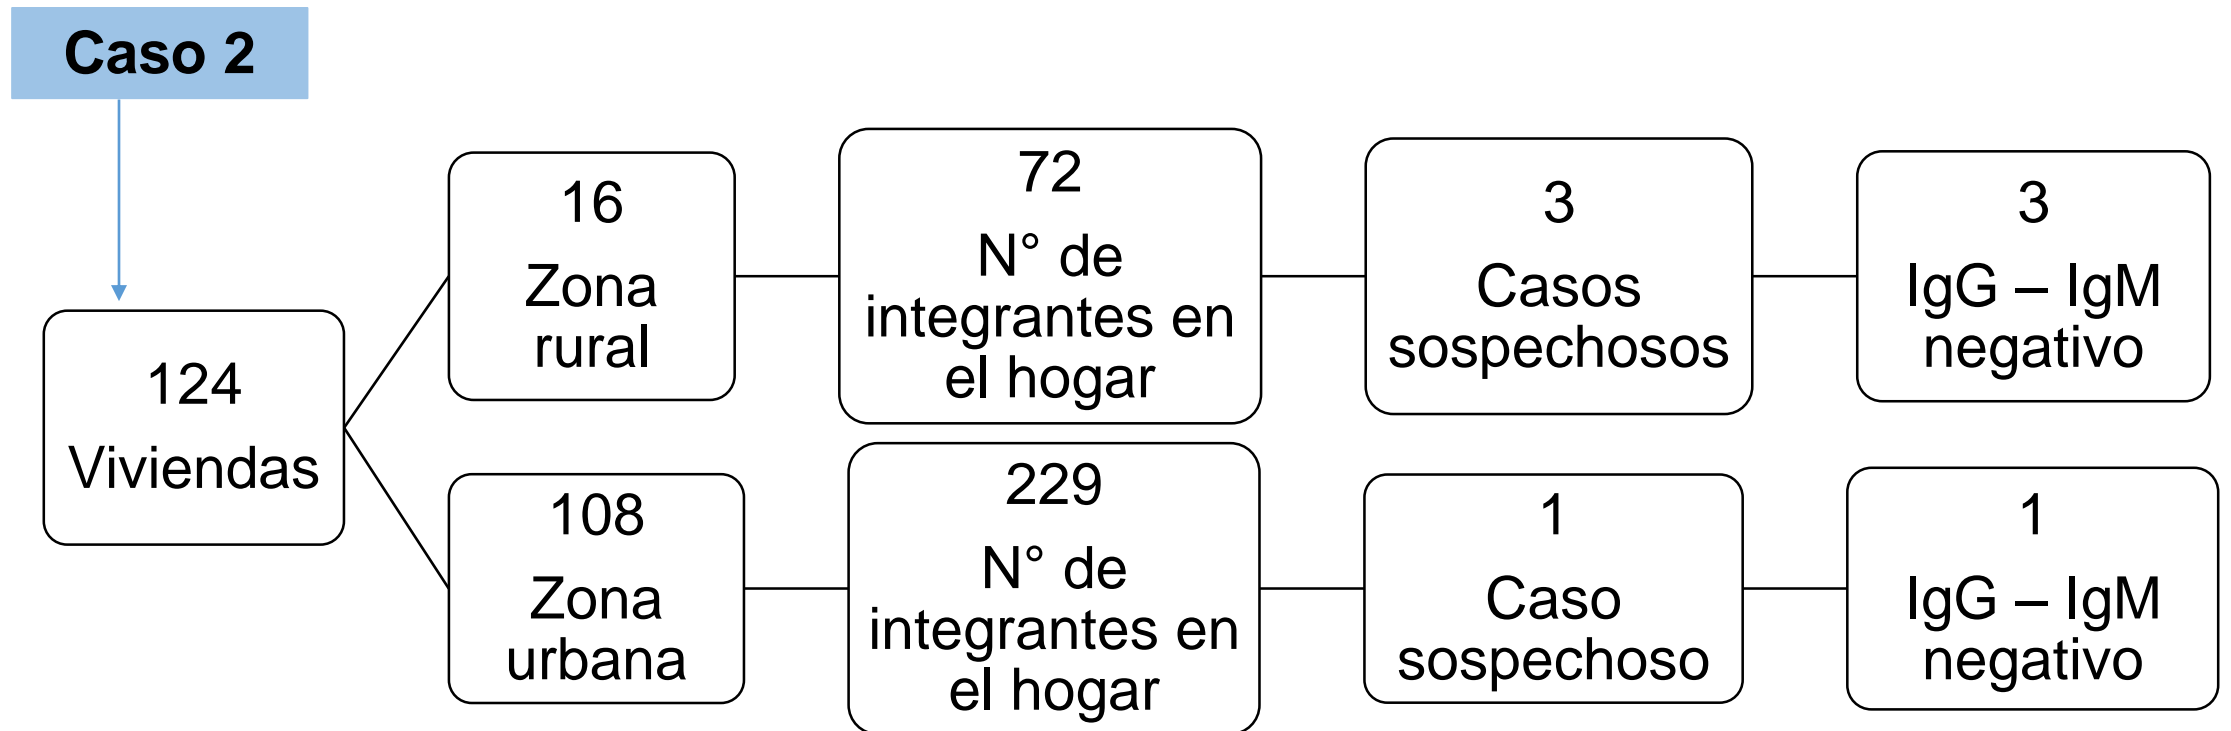 Caso 2
124
Viviendas
16
Zona
rural
72
N° de
integrantes en
el hogar
3
Casos
sospechosos
3
IgG – IgM
negativo
108
Zona
urbana
229
N° de
integrantes en
el hogar
1
Caso
sospechoso
1
IgG – IgM
negativo